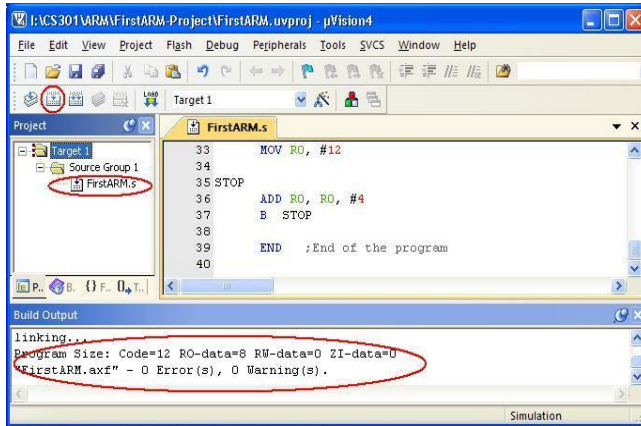 I:\CS301\ARM\FirstARM-Project\FirstARM.uvproj - µVision4
File Edit View Project Flash Debug Peripherals Tools SVCS Window Help
LOAD Target 1
Project
FirstARM.s
Target 1
Source Group 1
FirstARM.s
33 MOV R0, #12
34
35 STOP
36 ADD R0, R0, #4
37 B STOP
38
39 END ;End of the program
40
P.. B. {} F.. 0 T..
Build Output
linking...
Program Size: Code=12 RO-data=8 RW-data=0 ZI-data=0
"FirstARM.axf" - 0 Error(s), 0 Warning(s).
Simulation